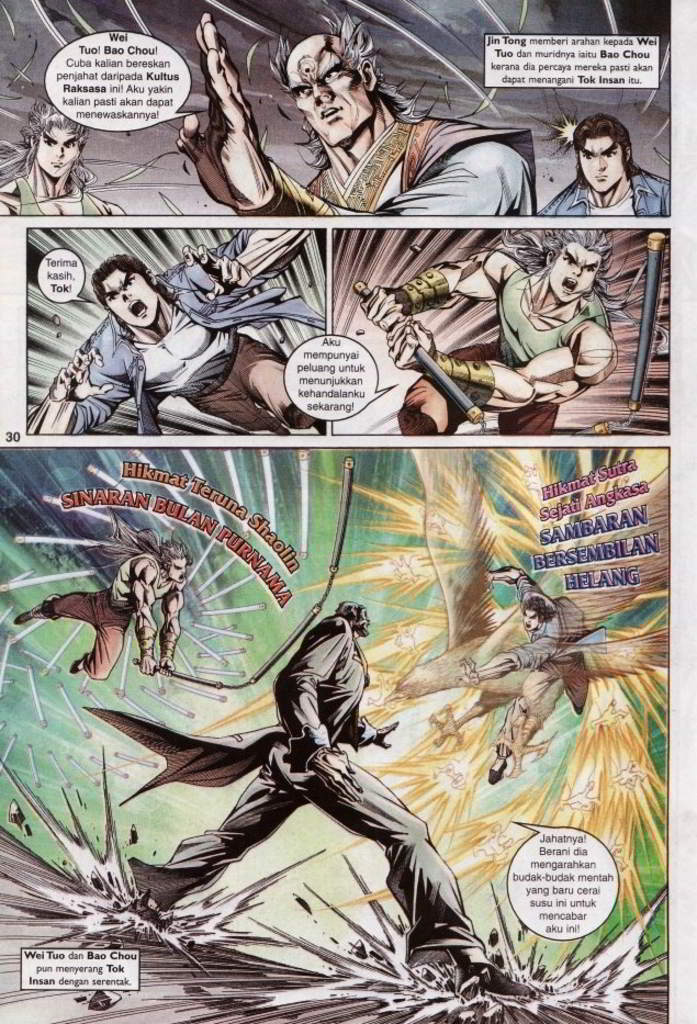 Wei
Tuo! Bao Chou!
Cuba kalian bereskan
penjahat daripada Kultus
Raksasa ini! Aku yakin
kalian pasti akan dapat
menewaskannya!
Jin Tong memberi arahan kepada Wei
Tuo dan muridnya iaitu Bao Chou
kerana dia percaya mereka pasti akan
dapat menangani Tok Insan itu.
Terima
kasih,
Tok!
Aku
mempunyai
peluang untuk
menunjukkan
kehandalanku
sekarang!
30
Hikmat Teruna Shaolin
SINARAN BULAN PURNAMA
Hikmat Sutra
Sejati Angkasa
SAMBARAN
BERSEMBILAN
HELANG
Jahatnya!
Berani dia
mengarahkan
budak-budak mentah
yang baru cerai
susu ini untuk
mencabar
aku ini!
Wei Tuo dan Bao Chou
pun menyerang Tok
Insan dengan serentak.